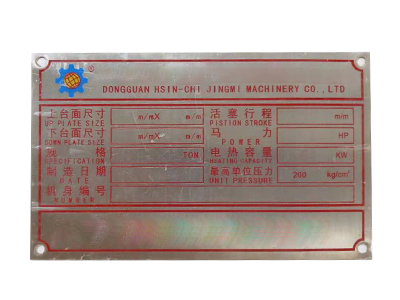 DONGGUAN HSIN-CHI JINGMI MACHINERY CO., LTD
上台面尺寸 m/mX m/m 活塞行程 m/m
UP PLATE SIZE PISTION STROKE
下台面尺寸 m/mX m/m 马力 HP
DOWN PLATE SIZE POWER
规格 TON 电热容量 KW
SPECIFICATION HEATING CAPACITY
制造日期 最高单位压力 200 kg/cm²
DATE UNIT PRESSURE
机身编号
NUMBER